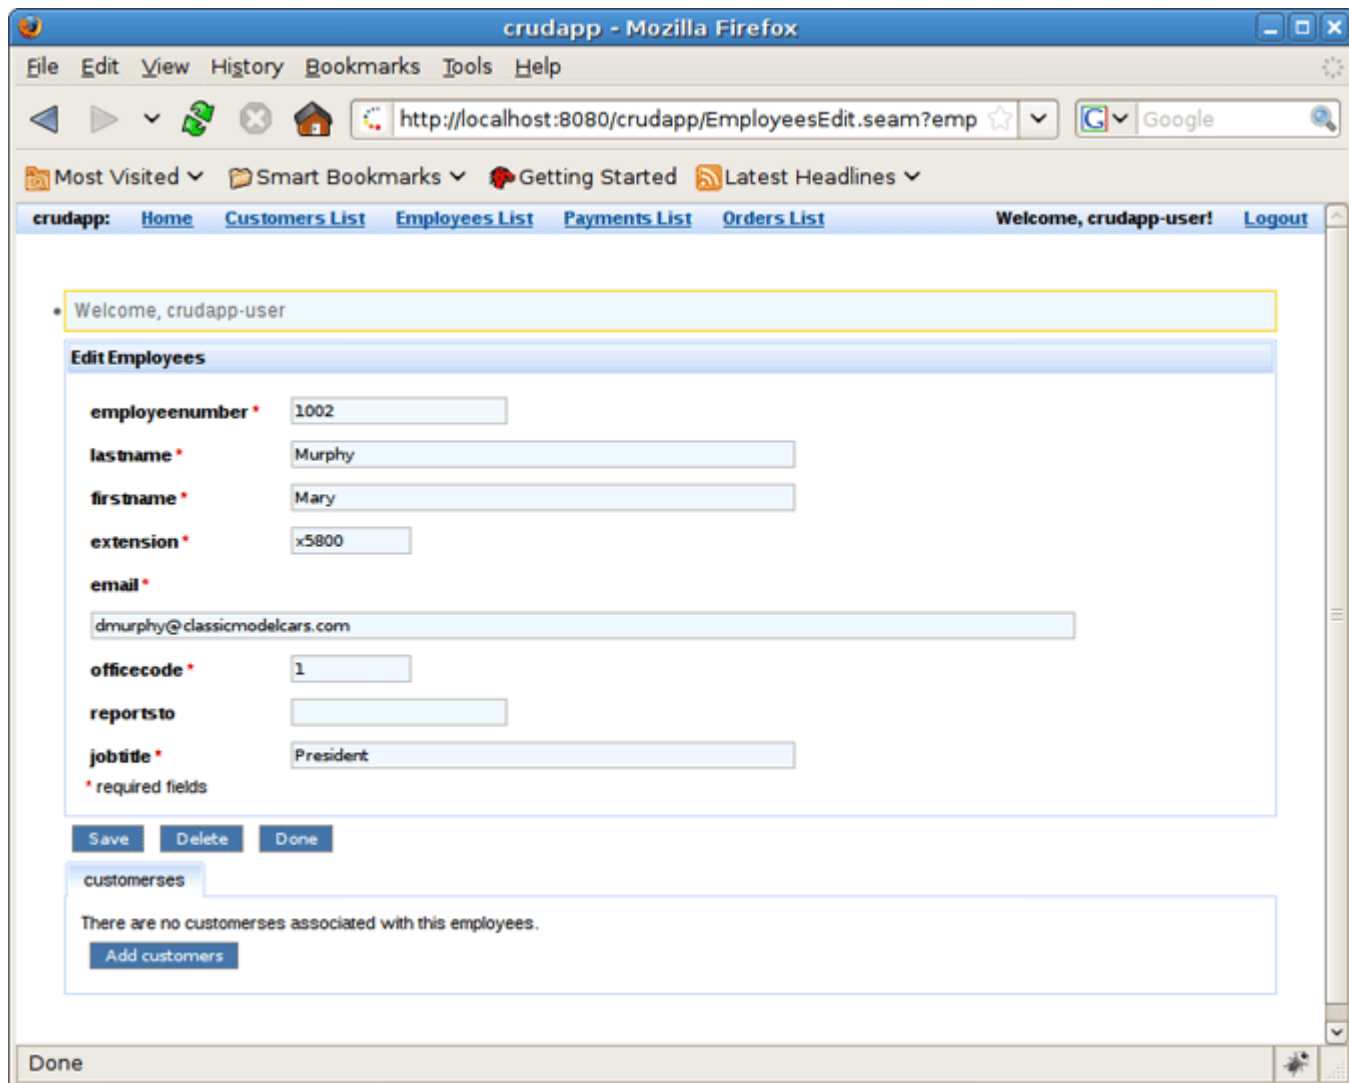 crudapp - Mozilla Firefox
File Edit View History Bookmarks Tools Help
http://localhost:8080/crudapp/EmployeesEdit.seam?emp G Google
Most Visited Smart Bookmarks Getting Started Latest Headlines
crudapp: Home Customers List Employees List Payments List Orders List Welcome, crudapp-user! Logout
• Welcome, crudapp-user
Edit Employees
employeenumber * 1002
lastname * Murphy
firstname * Mary
extension * x5800
email *
dmurphy@classicmodelcars.com
officecode * 1
reportsto
jobtitle * President
* required fields
Save Delete Done
customerses
There are no customerses associated with this employees.
Add customers
Done